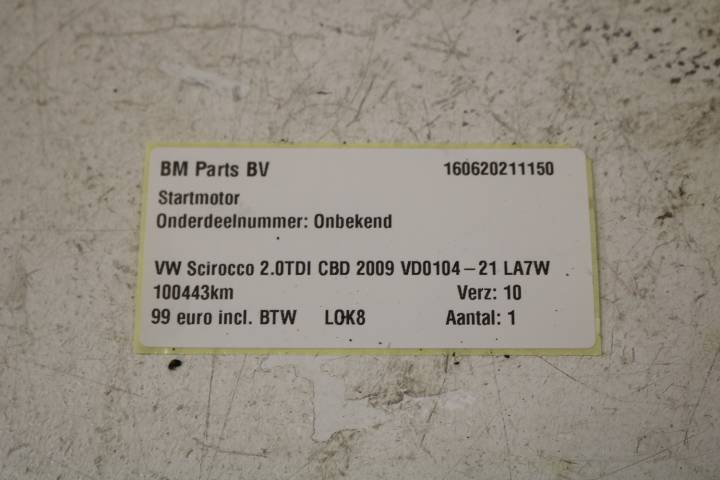 BM Parts BV 160620211150
Startmotor
Onderdeelnummer: Onbekend
VW Scirocco 2.0TDI CBD 2009 VD0104-21 LA7W
100443km Verz: 10
99 euro incl. BTW LOK8 Aantal: 1